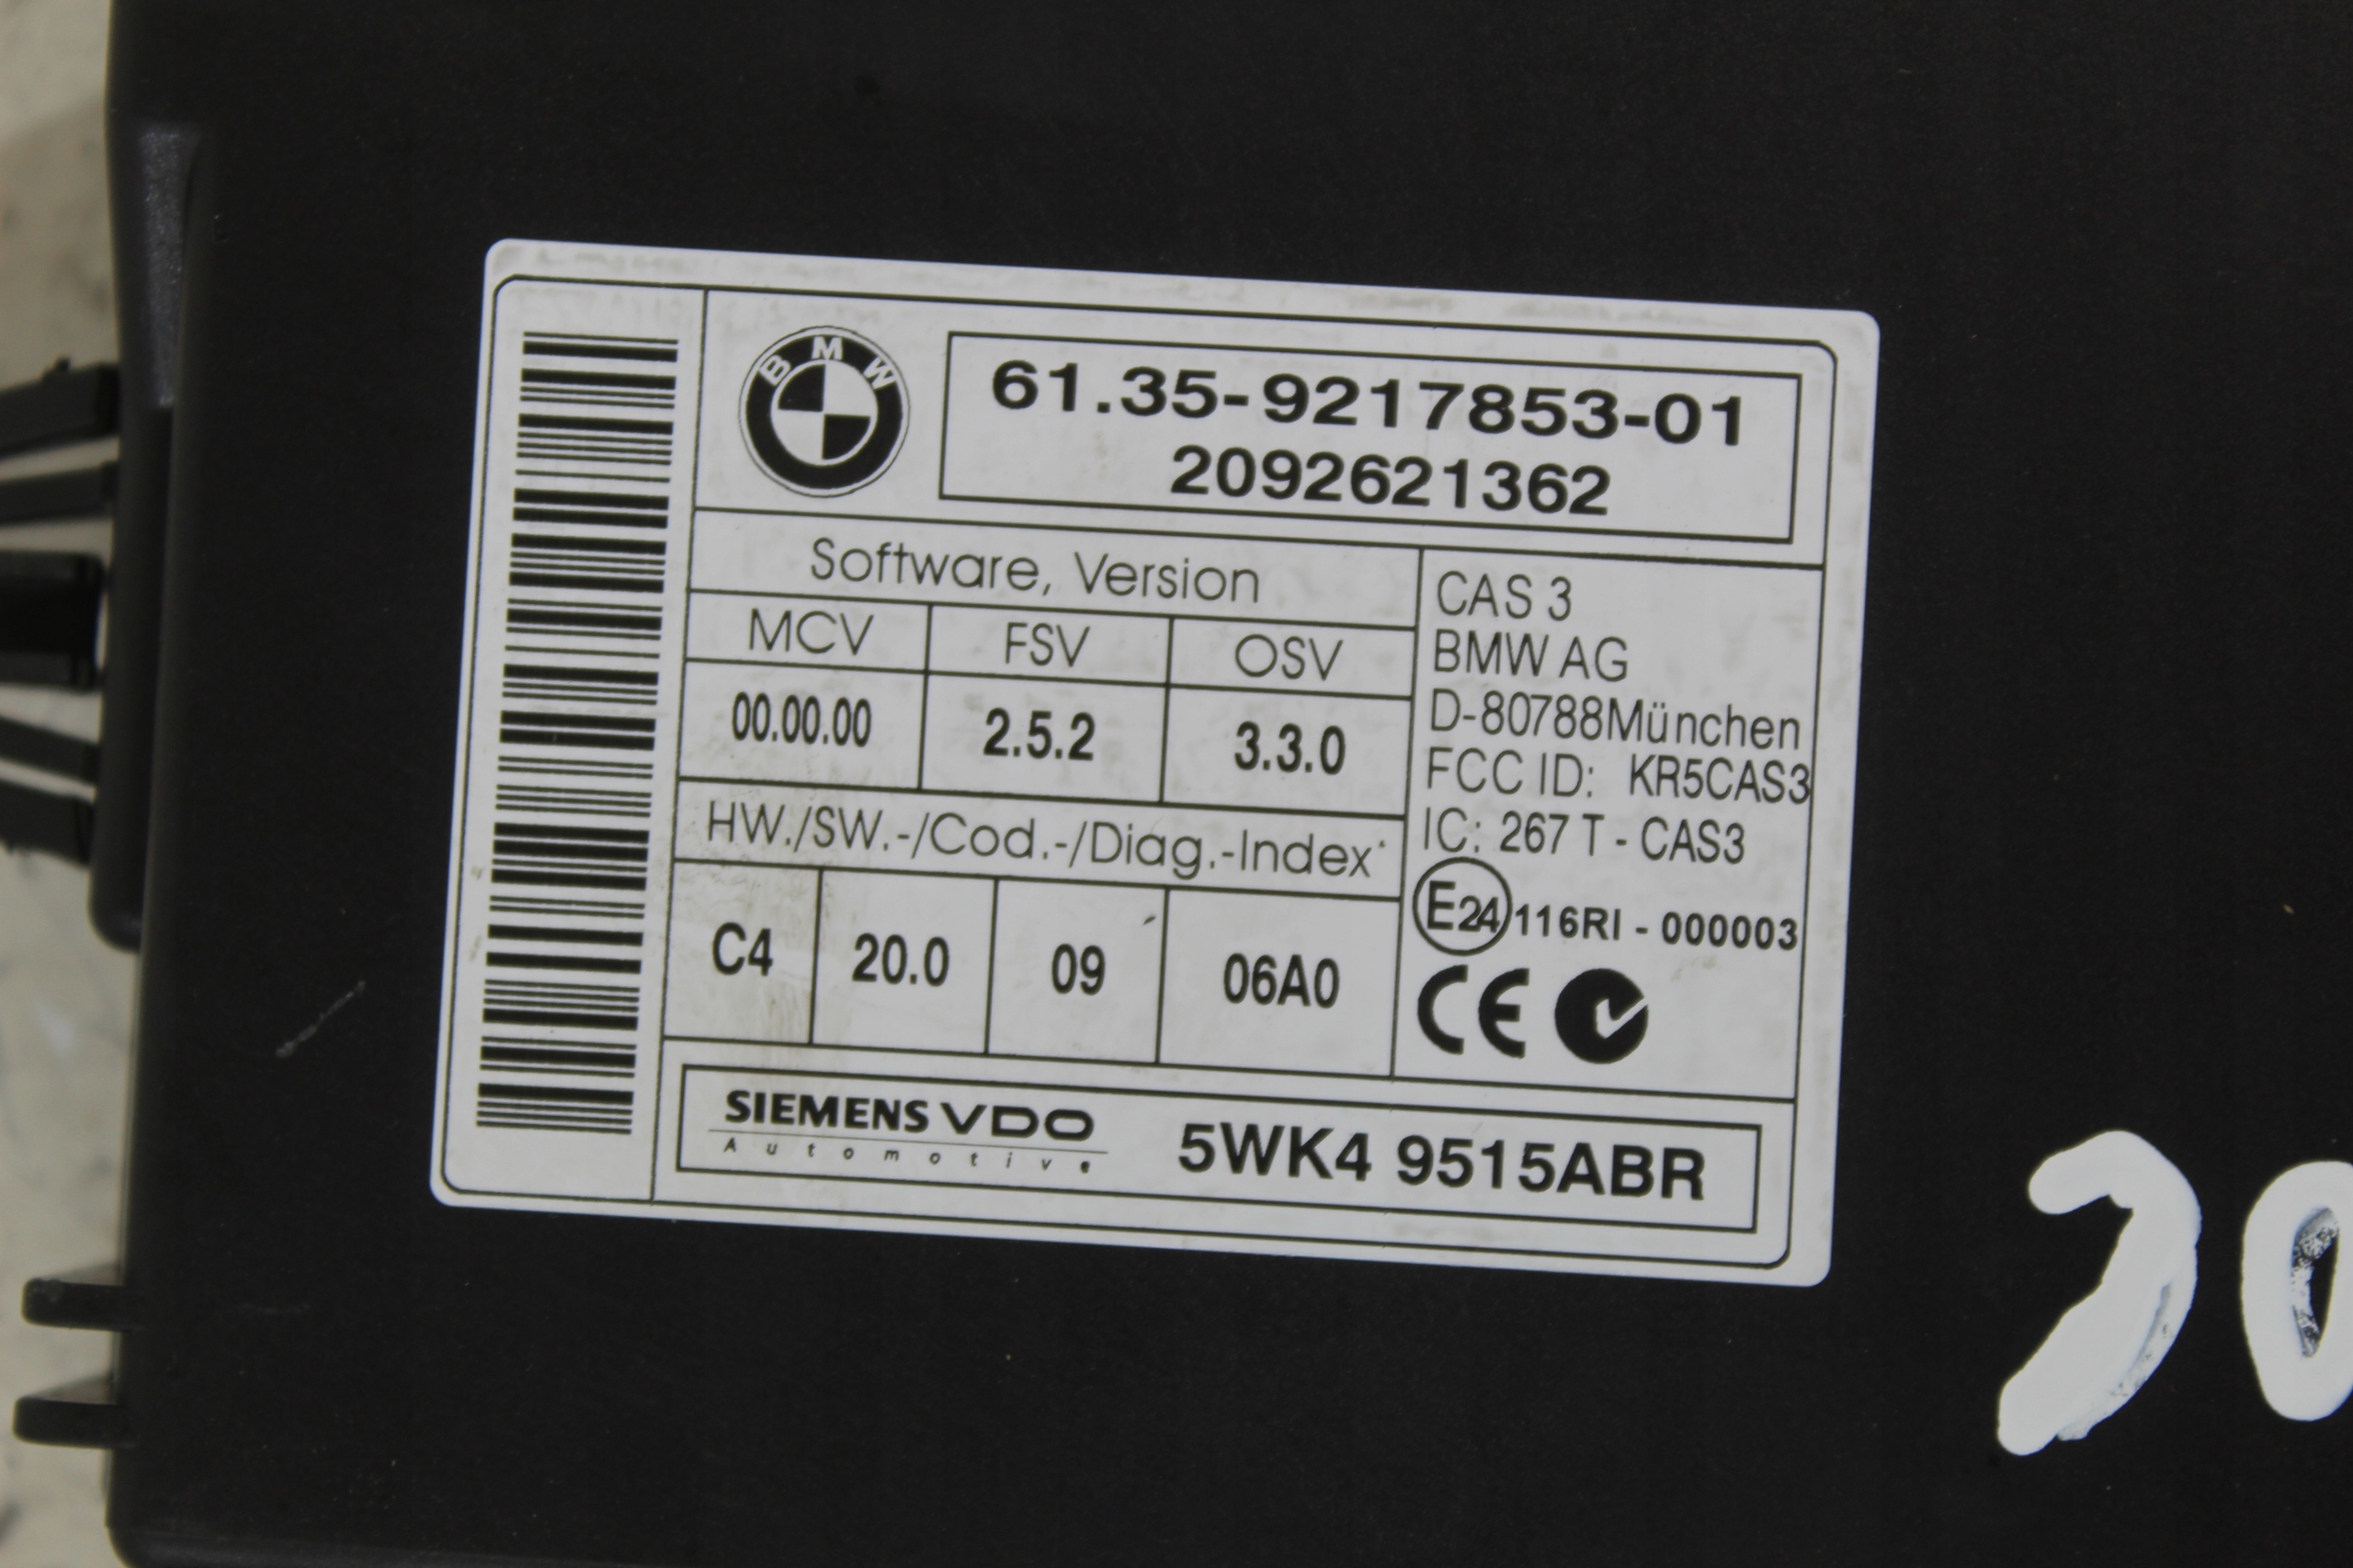 BMW
61.35-9217853-01
2092621362
Software, Version
MCV FSV OSV
00.00.00 2.5.2 3.3.0
HW./SW.-/Cod.-/Diag.-Index
C4 20.0 09 06A0
CAS 3
BMW AG
D-80788München
FCC ID: KR5CAS3
IC: 267 T - CAS3
E24 116RI - 000003
CE
SIEMENS VDO
Automotive
5WK4 9515ABR